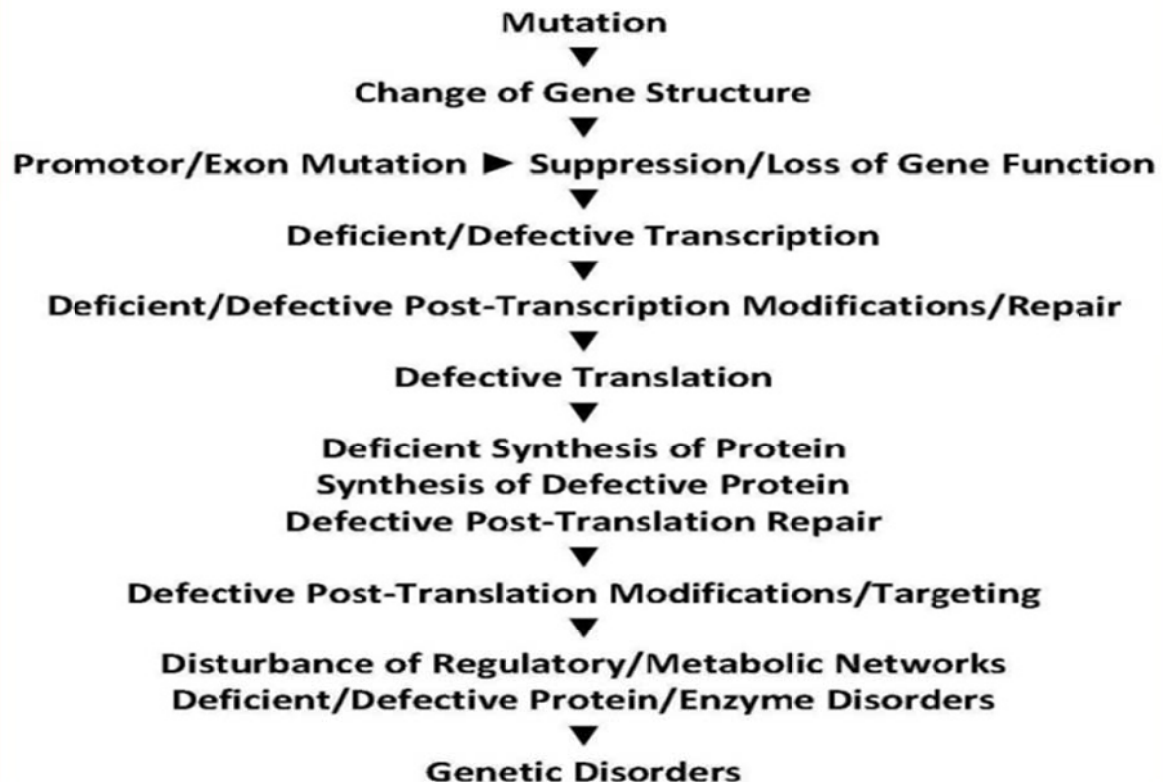 Mutation
Change of Gene Structure
Promotor/Exon Mutation ► Suppression/Loss of Gene Function
Deficient/Defective Transcription
Deficient/Defective Post-Transcription Modifications/Repair
Defective Translation
Deficient Synthesis of Protein
Synthesis of Defective Protein
Defective Post-Translation Repair
Defective Post-Translation Modifications/Targeting
Disturbance of Regulatory/Metabolic Networks
Deficient/Defective Protein/Enzyme Disorders
Genetic Disorders